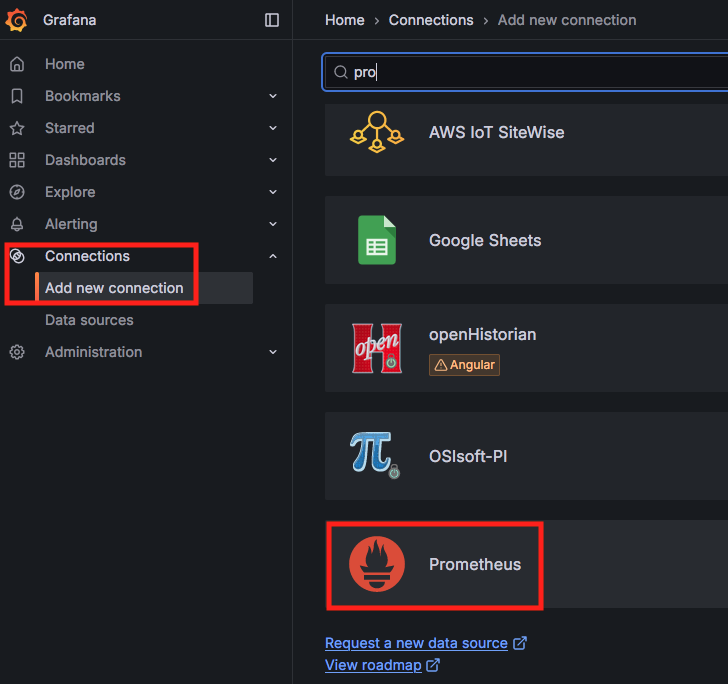 Grafana
Home › Connections › Add new connection
Home
Bookmarks
Starred
Dashboards
Explore
Alerting
Connections
Add new connection
Data sources
Administration
pro
AWS IoT SiteWise
Google Sheets
open
H
openHistorian
Angular
OSIsoft-PI
Prometheus
Request a new data source
View roadmap